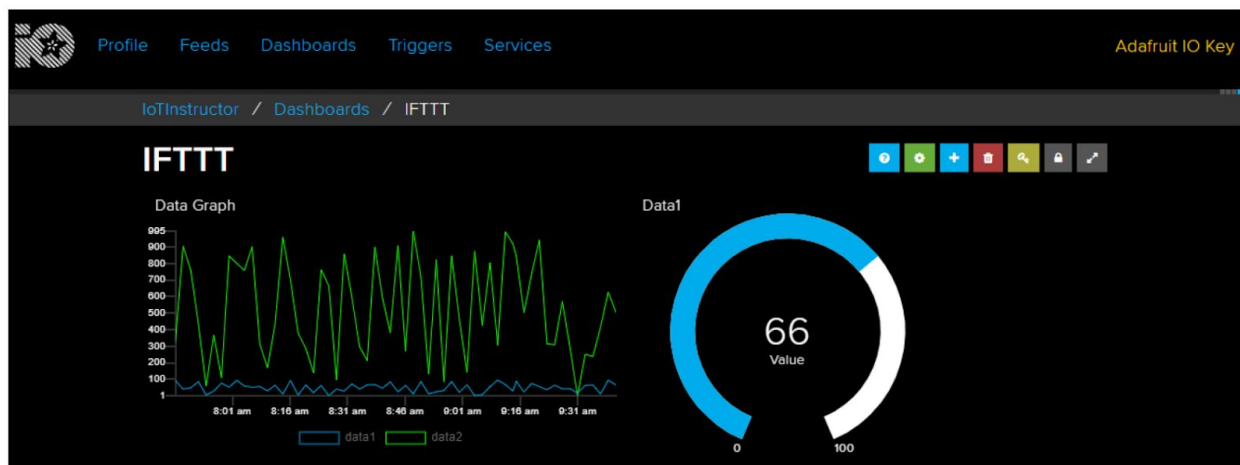 iO Profile Feeds Dashboards Triggers Services Adafruit IO Key
IoTInstructor / Dashboards / IFTTT
IFTTT
Data Graph
995
900
800
700
600
500
400
300
200
100
1
8:01 am 8:16 am 8:31 am 8:46 am 9:01 am 9:16 am 9:31 am
data1 data2
Data1
66
Value
0 100